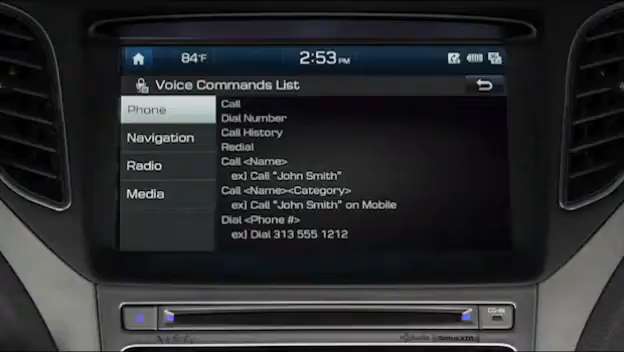 84°F
2:53 PM
Voice Commands List
Phone
Navigation
Radio
Media
Call
Dial Number
Call History
Redial
Call <Name>
ex) Call "John Smith"
Call <Name><Category>
ex) Call "John Smith" on Mobile
Dial <Phone #>
ex) Dial 313 555 1212
CD-IN